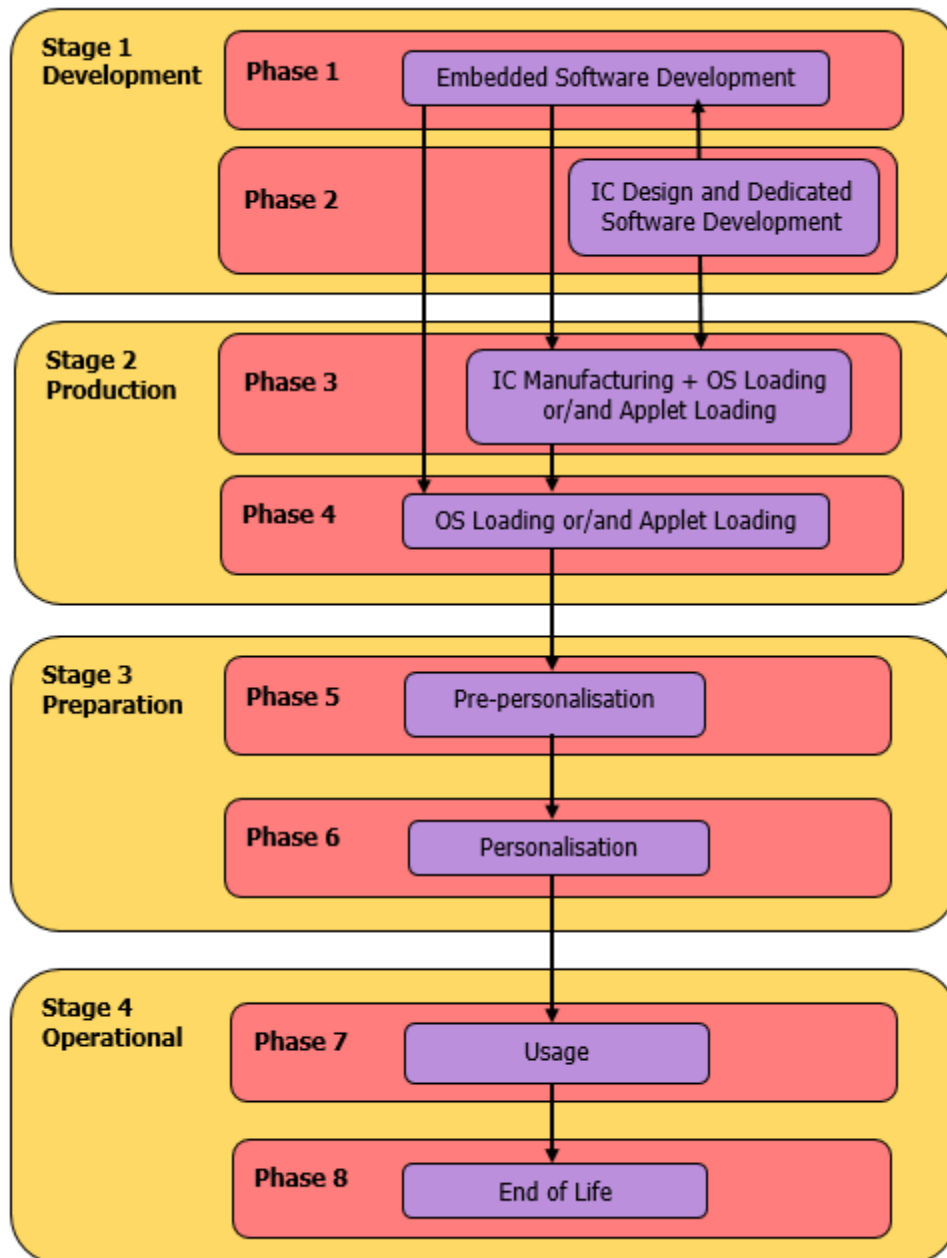 Stage 1
Development
Phase 1
Embedded Software Development
Phase 2
IC Design and Dedicated
Software Development
Stage 2
Production
Phase 3
IC Manufacturing + OS Loading
or/and Applet Loading
Phase 4
OS Loading or/and Applet Loading
Stage 3
Preparation
Phase 5
Pre-personalisation
Phase 6
Personalisation
Stage 4
Operational
Phase 7
Usage
Phase 8
End of Life